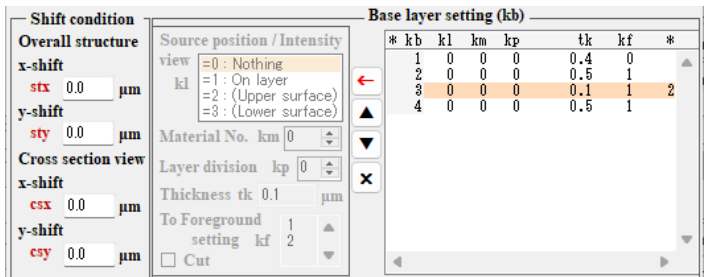 Shift condition
Overall structure
x-shift
stx 0.0 μm
y-shift
sty 0.0 μm
Cross section view
x-shift
csx 0.0 μm
y-shift
csy 0.0 μm
Base layer setting (kb)
Source position / Intensity
view kl
=0 : Nothing
=1 : On layer
=2 : (Upper surface)
=3 : (Lower surface)
Material No. km 0
Layer division kp 0
Thickness tk 0.1 μm
To Foreground
setting kf
1
2
Cut
* kb kl km kp tk kf *
1 0 0 0 0.4 0
2 0 0 0 0.5 1
3 0 0 0 0.1 1 2
4 0 0 0 0.5 1